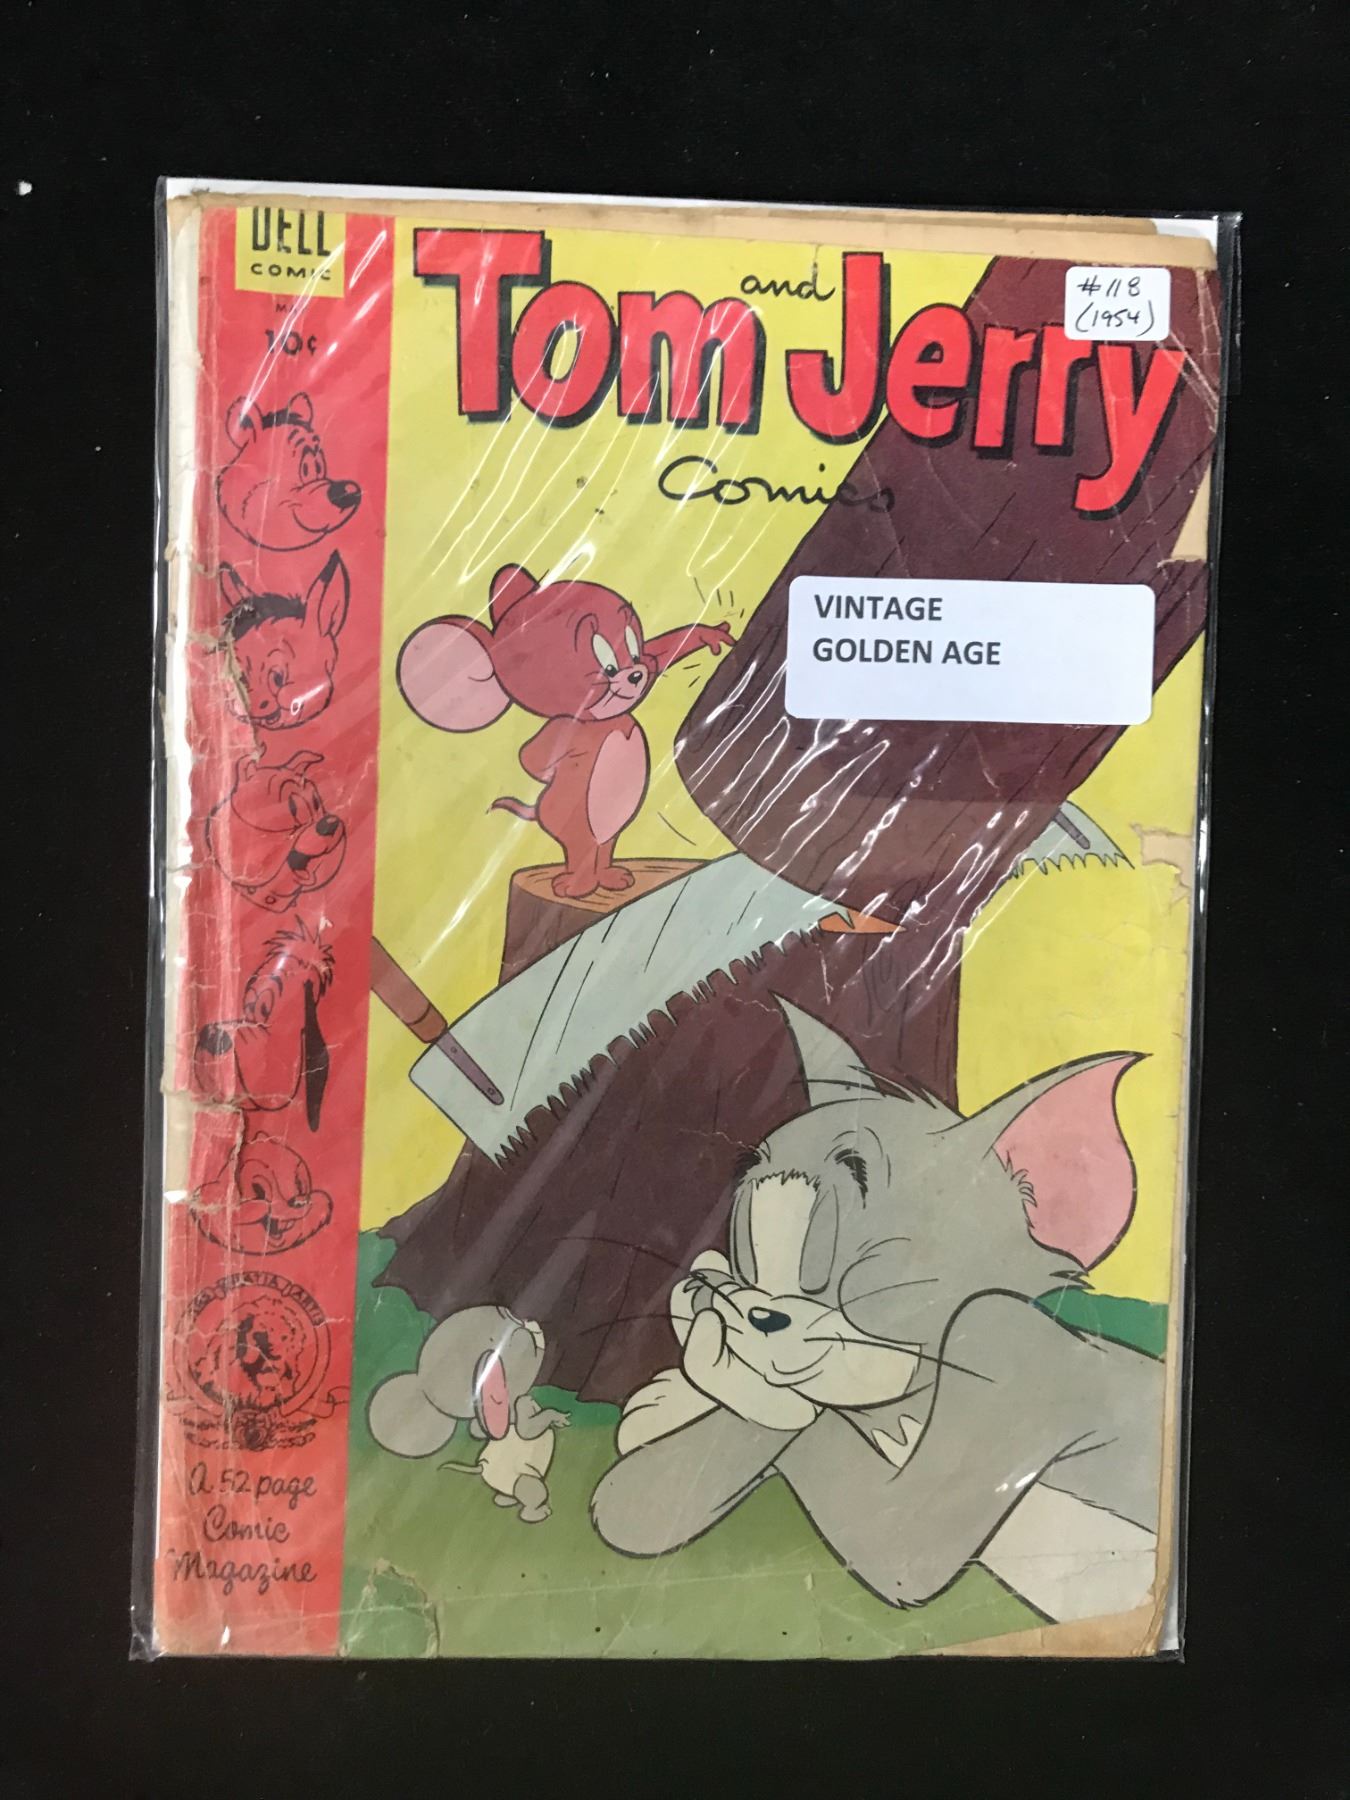 DELL
COMIC
10¢
Tom and Jerry
Comics
#118
(1954)
VINTAGE
GOLDEN AGE
A 52 page
Comic
Magazine